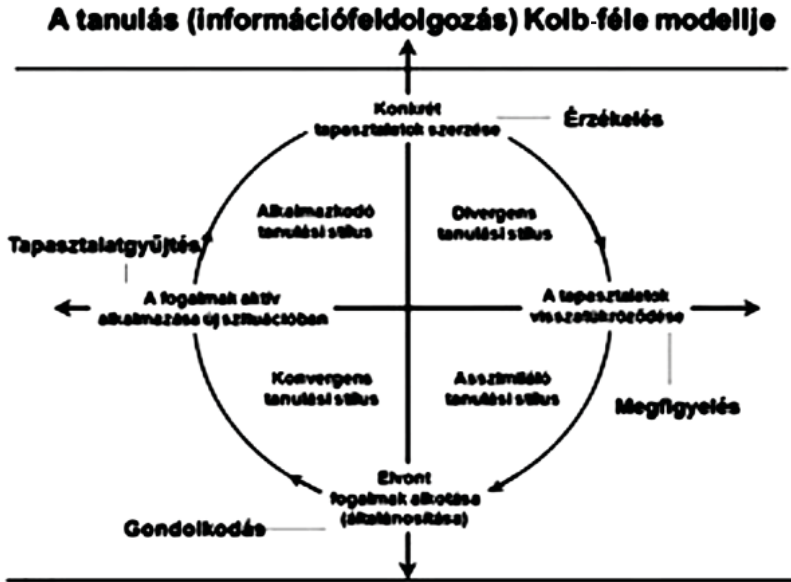 A tanulás (információfeldolgozás) Kolb-féle modellje
Konkrét
tapasztalatok szerzése
Érzékelés
Alkalmazkodó
tanulási stílus
Divergens
tanulási stílus
Tapasztalatgyűjtés
A fogalmak aktív
alkalmazása új szituációban
A tapasztalatok
visszatükröződése
Konvergens
tanulási stílus
Asszimiláló
tanulási stílus
Megfigyelés
Elvont
fogalmak alkotása
(általánosítása)
Gondolkodás